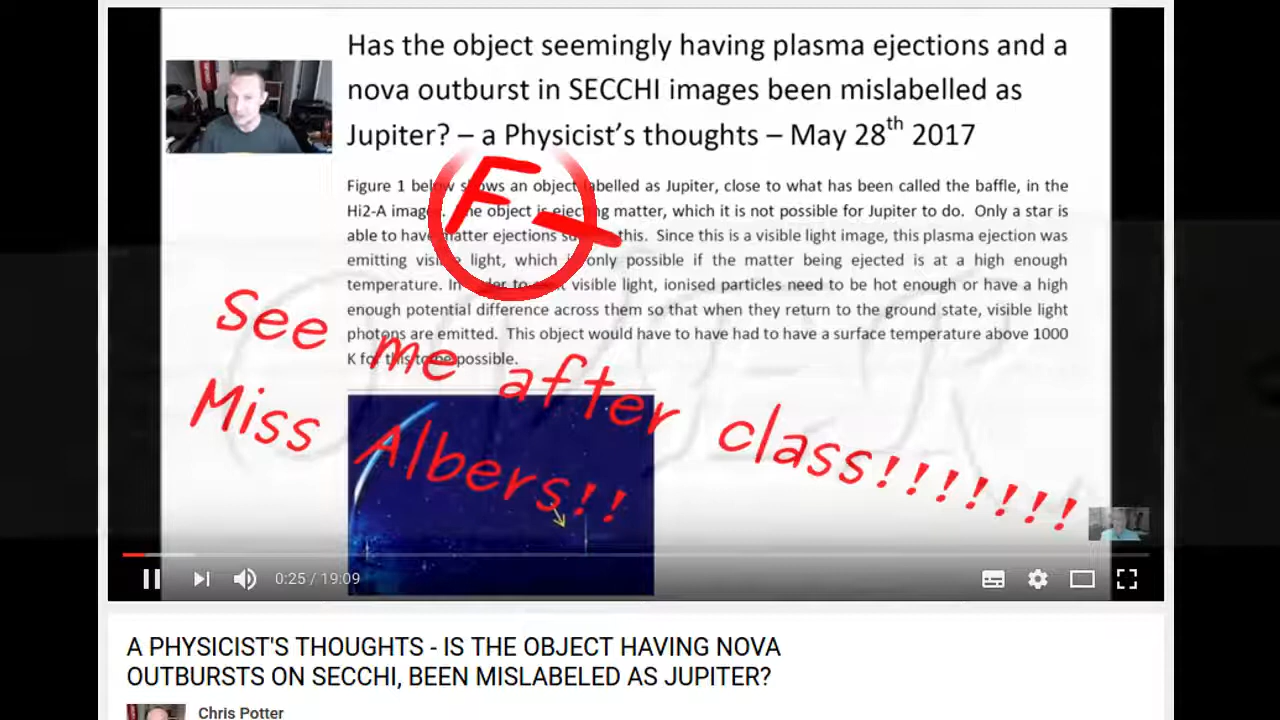 Has the object seemingly having plasma ejections and a
nova outburst in SECCHI images been mislabelled as
Jupiter? – a Physicist's thoughts – May 28th 2017
Figure 1 below shows an object labelled as Jupiter, close to what has been called the baffle, in the
Hi2-A images. The object is ejecting matter, which it is not possible for Jupiter to do. Only a star is
able to have matter ejections such as this. Since this is a visible light image, this plasma ejection was
emitting visible light, which is only possible if the matter being ejected is at a high enough
temperature. In order to emit visible light, ionised particles need to be hot enough or have a high
enough potential difference across them so that when they return to the ground state, visible light
photons are emitted. This object would have to have had to have a surface temperature above 1000
K for this to be possible.
F-
See me after class!!!!!!!
Miss Albers!!
0:25 / 19:09
A PHYSICIST'S THOUGHTS - IS THE OBJECT HAVING NOVA
OUTBURSTS ON SECCHI, BEEN MISLABELED AS JUPITER?
Chris Potter